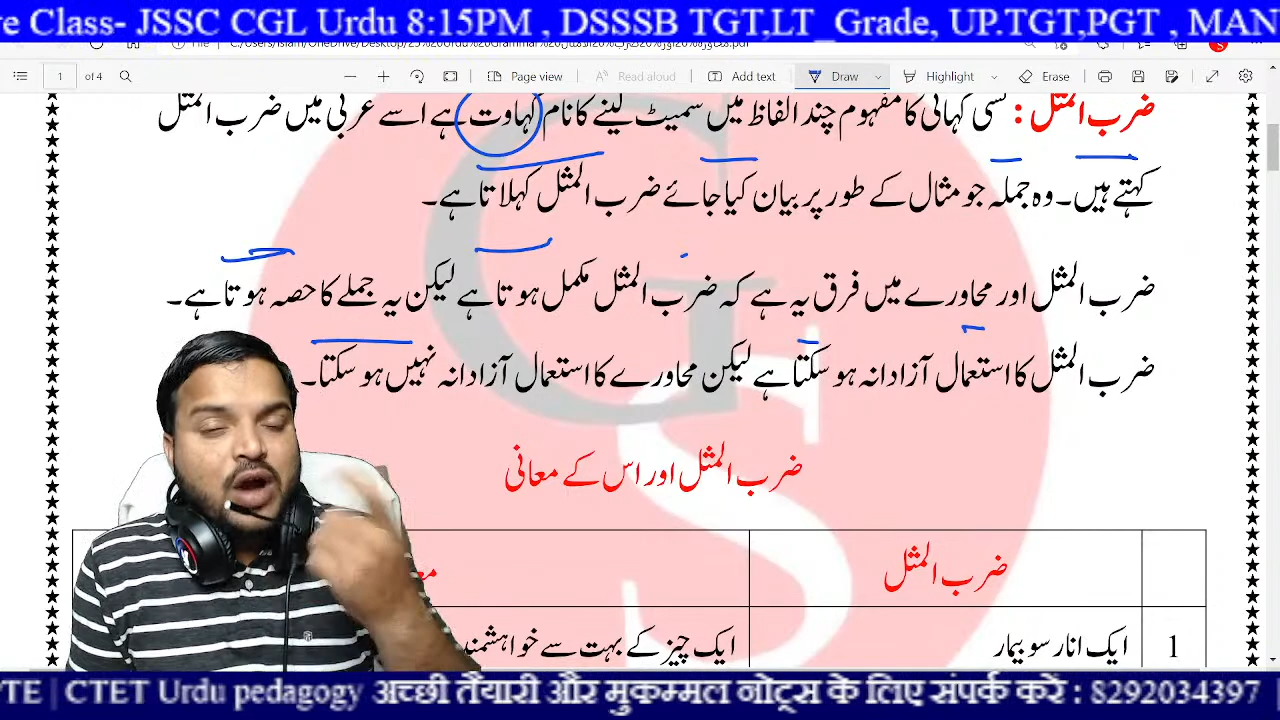 e Class- JSSC CGL Urdu 8:15PM , DSSSB TGT,LT_Grade, UP.TGT,PGT , MAN
1 of 4 Page view Read aloud Add text Draw Highlight Erase
ضرب المثل : کسی کہانی کا مفہوم چند الفاظ میں سمیٹ لینے کا نام کہاوت ہے اسے عربی میں ضرب المثل
کہتے ہیں۔ وہ جملہ جو مثال کے طور پر بیان کیا جائے ضرب المثل کہلاتا ہے۔
ضرب المثل اور محاورے میں فرق یہ ہے کہ ضرب المثل مکمل ہوتا ہے لیکن یہ جملے کا حصہ ہوتا ہے۔
ضرب المثل کا استعمال آزادانہ ہو سکتا ہے لیکن محاورے کا استعمال آزادانہ نہیں ہو سکتا۔
ضرب المثل اور اس کے معانی
ضرب المثل
1 ایک انار سو بیمار ایک چیز کے بہت سے خواہشمند
PTE | CTET Urdu pedagogy अच्छी तैयारी और मुकम्मल नोट्स के लिए संपर्क करें : 8292034397